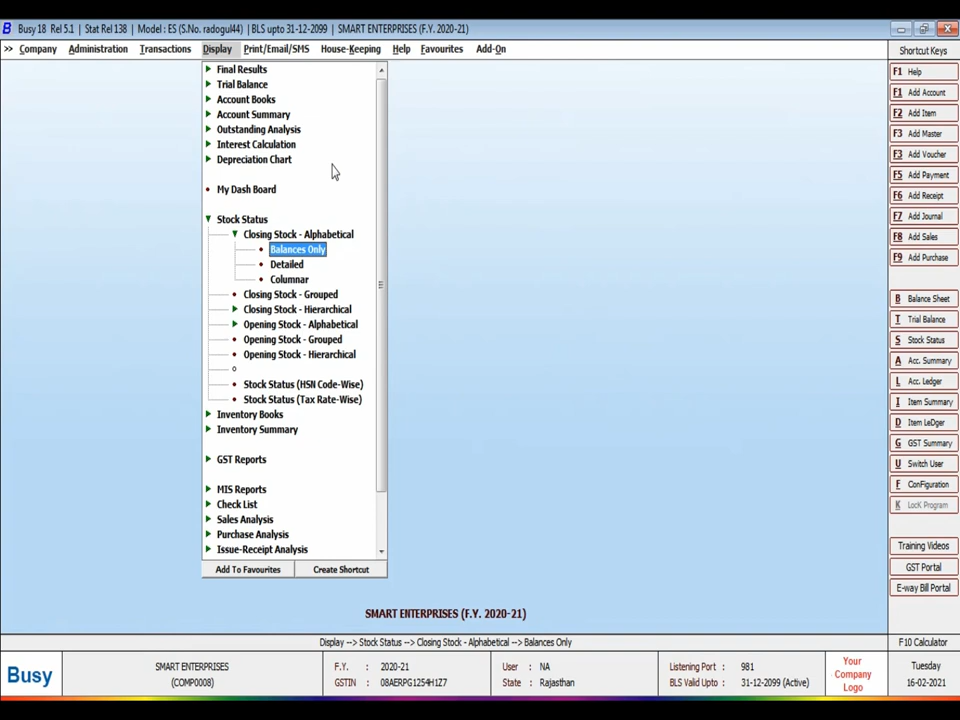 Busy 18 Rel 5.1 | Stat Rel 138 | Model : ES (S.No. radogul44) | BLS upto 31-12-2099 | SMART ENTERPRISES (F.Y. 2020-21)
>> Company Administration Transactions Display Print/Email/SMS House-Keeping Help Favourites Add-On
Final Results
Trial Balance
Account Books
Account Summary
Outstanding Analysis
Interest Calculation
Depreciation Chart
My Dash Board
Stock Status
Closing Stock - Alphabetical
Balances Only
Detailed
Columnar
Closing Stock - Grouped
Closing Stock - Hierarchical
Opening Stock - Alphabetical
Opening Stock - Grouped
Opening Stock - Hierarchical
Stock Status (HSN Code-Wise)
Stock Status (Tax Rate-Wise)
Inventory Books
Inventory Summary
GST Reports
MIS Reports
Check List
Sales Analysis
Purchase Analysis
Issue-Receipt Analysis
Add To Favourites Create Shortcut
Shortcut Keys
F1 Help
F1 Add Account
F2 Add Item
F3 Add Master
F3 Add Voucher
F5 Add Payment
F6 Add Receipt
F7 Add Journal
F8 Add Sales
F9 Add Purchase
B Balance Sheet
T Trial Balance
S Stock Status
A Acc. Summary
L Acc. Ledger
I Item Summary
D Item LeDger
G GST Summary
U Switch User
F ConFiguration
K LocK Program
Training Videos
GST Portal
E-way Bill Portal
SMART ENTERPRISES (F.Y. 2020-21)
Display --> Stock Status --> Closing Stock - Alphabetical --> Balances Only
F10 Calculator
Busy
SMART ENTERPRISES
(COMP0008)
F.Y. : 2020-21
GSTIN : 08AERPG1254H1Z7
User : NA
State : Rajasthan
Listening Port : 981
BLS Valid Upto : 31-12-2099 (Active)
Your
Company
Logo
Tuesday
16-02-2021